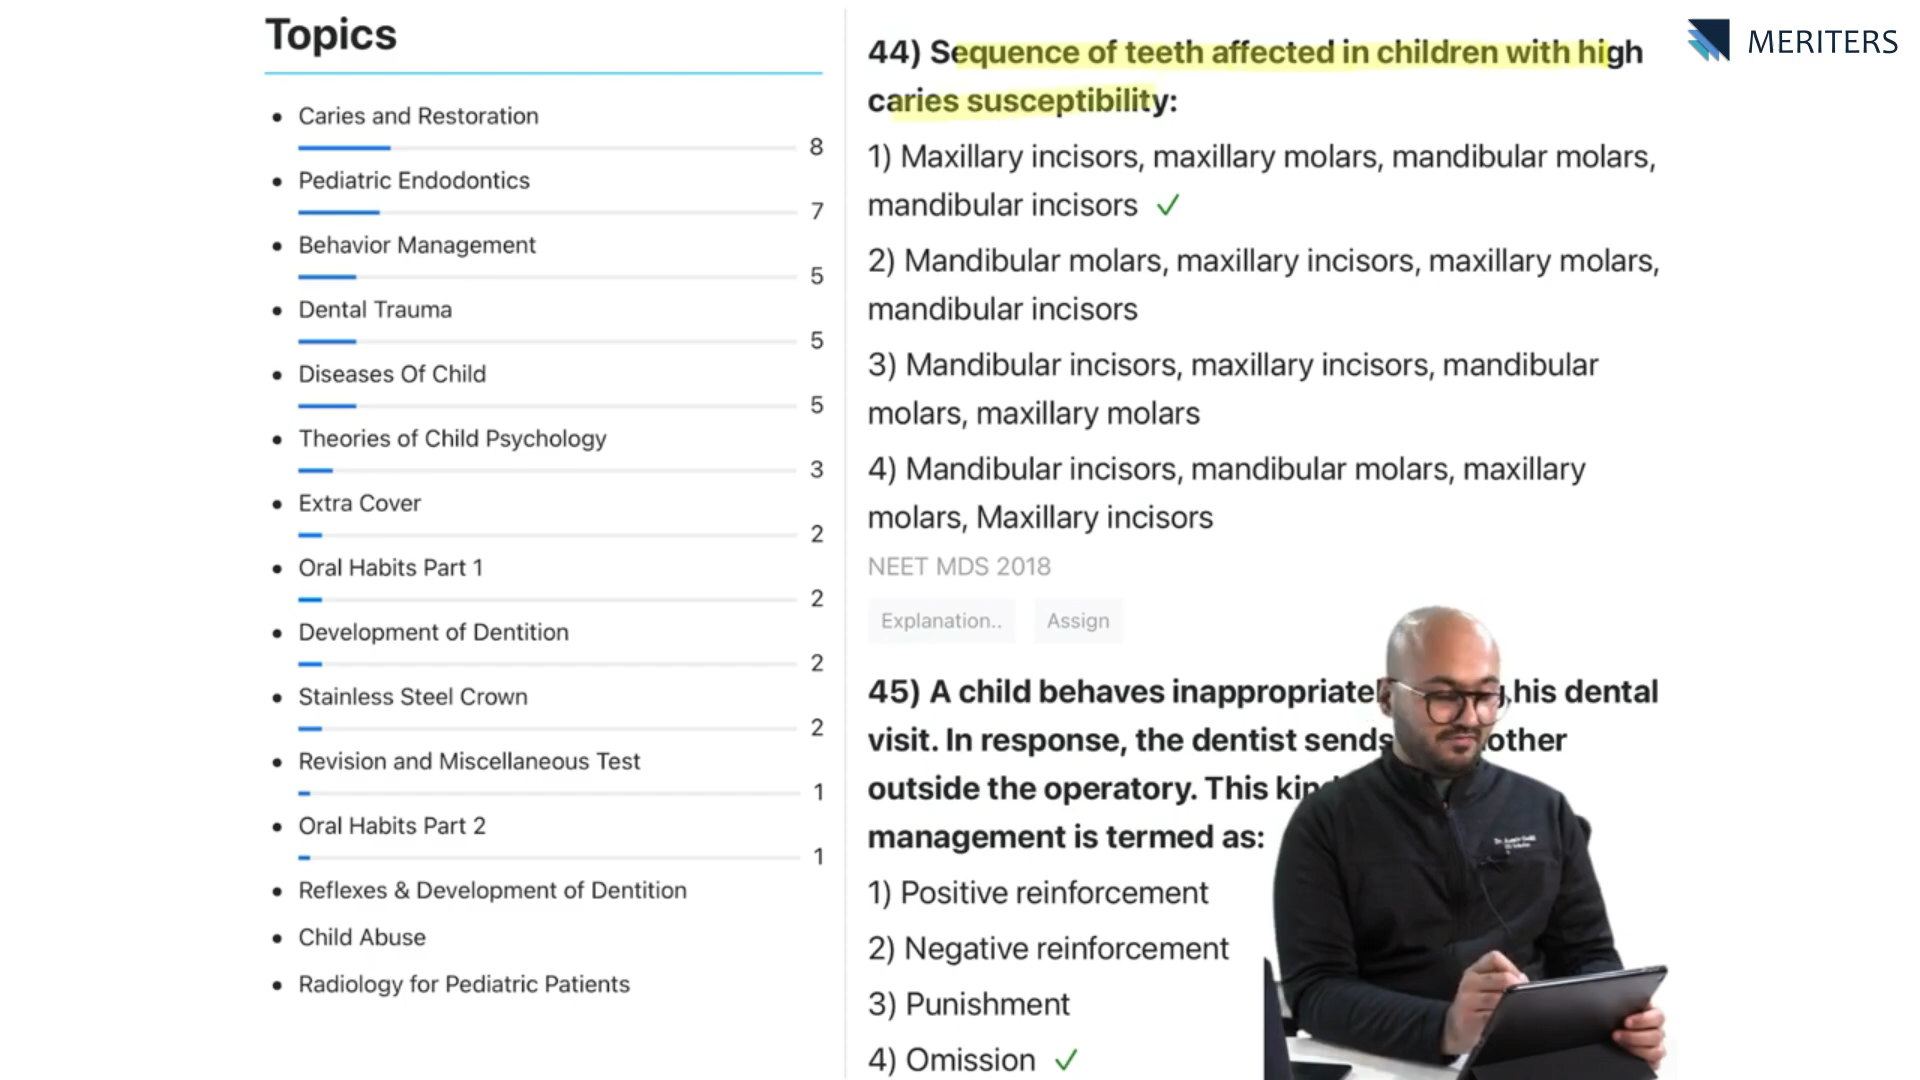 Topics
Caries and Restoration
8
Pediatric Endodontics
7
Behavior Management
5
Dental Trauma
5
Diseases Of Child
5
Theories of Child Psychology
3
Extra Cover
2
Oral Habits Part 1
2
Development of Dentition
2
Stainless Steel Crown
2
Revision and Miscellaneous Test
1
Oral Habits Part 2
1
Reflexes & Development of Dentition
Child Abuse
Radiology for Pediatric Patients
MERITERS
44) Sequence of teeth affected in children with high
caries susceptibility:
1) Maxillary incisors, maxillary molars, mandibular molars,
mandibular incisors ✓
2) Mandibular molars, maxillary incisors, maxillary molars,
mandibular incisors
3) Mandibular incisors, maxillary incisors, mandibular
molars, maxillary molars
4) Mandibular incisors, mandibular molars, maxillary
molars, Maxillary incisors
NEET MDS 2018
Explanation..
Assign
45) A child behaves his dental
visit. In response, the dentist sends
outside the operatory. This
management is termed as:
1) Positive reinforcement
2) Negative reinforcement
3) Punishment
4) Omission ✓